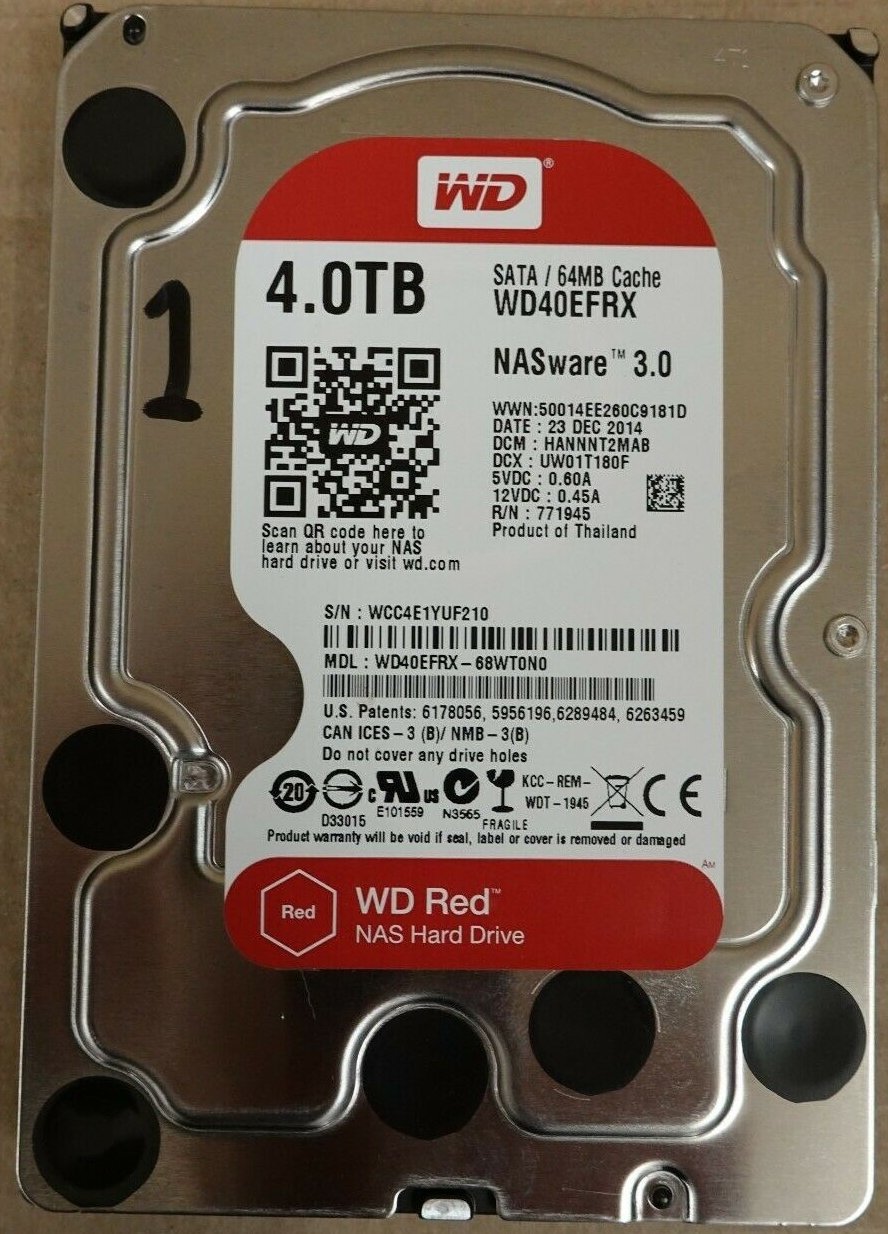 WD®
4.0TB
SATA / 64MB Cache
WD40EFRX
NASware™ 3.0
1
WD
WWN:50014EE260C9181D
DATE : 23 DEC 2014
DCM : HANNNT2MAB
DCX : UW01T180F
5VDC : 0.60A
12VDC : 0.45A
R/N : 771945
Product of Thailand
Scan QR code here to
learn about your NAS
hard drive or visit wd.com
S/N : WCC4E1YUF210
MDL : WD40EFRX-68WT0N0
U.S. Patents: 6178056, 5956196,6289484, 6263459
CAN ICES-3 (B)/ NMB-3(B)
Do not cover any drive holes
20
D33015
c RU us
E101559
N3565
FRAGILE
KCC-REM-
WDT-1945
CE
Product warranty will be void if seal, label or cover is removed or damaged
AM
Red
WD Red™
NAS Hard Drive